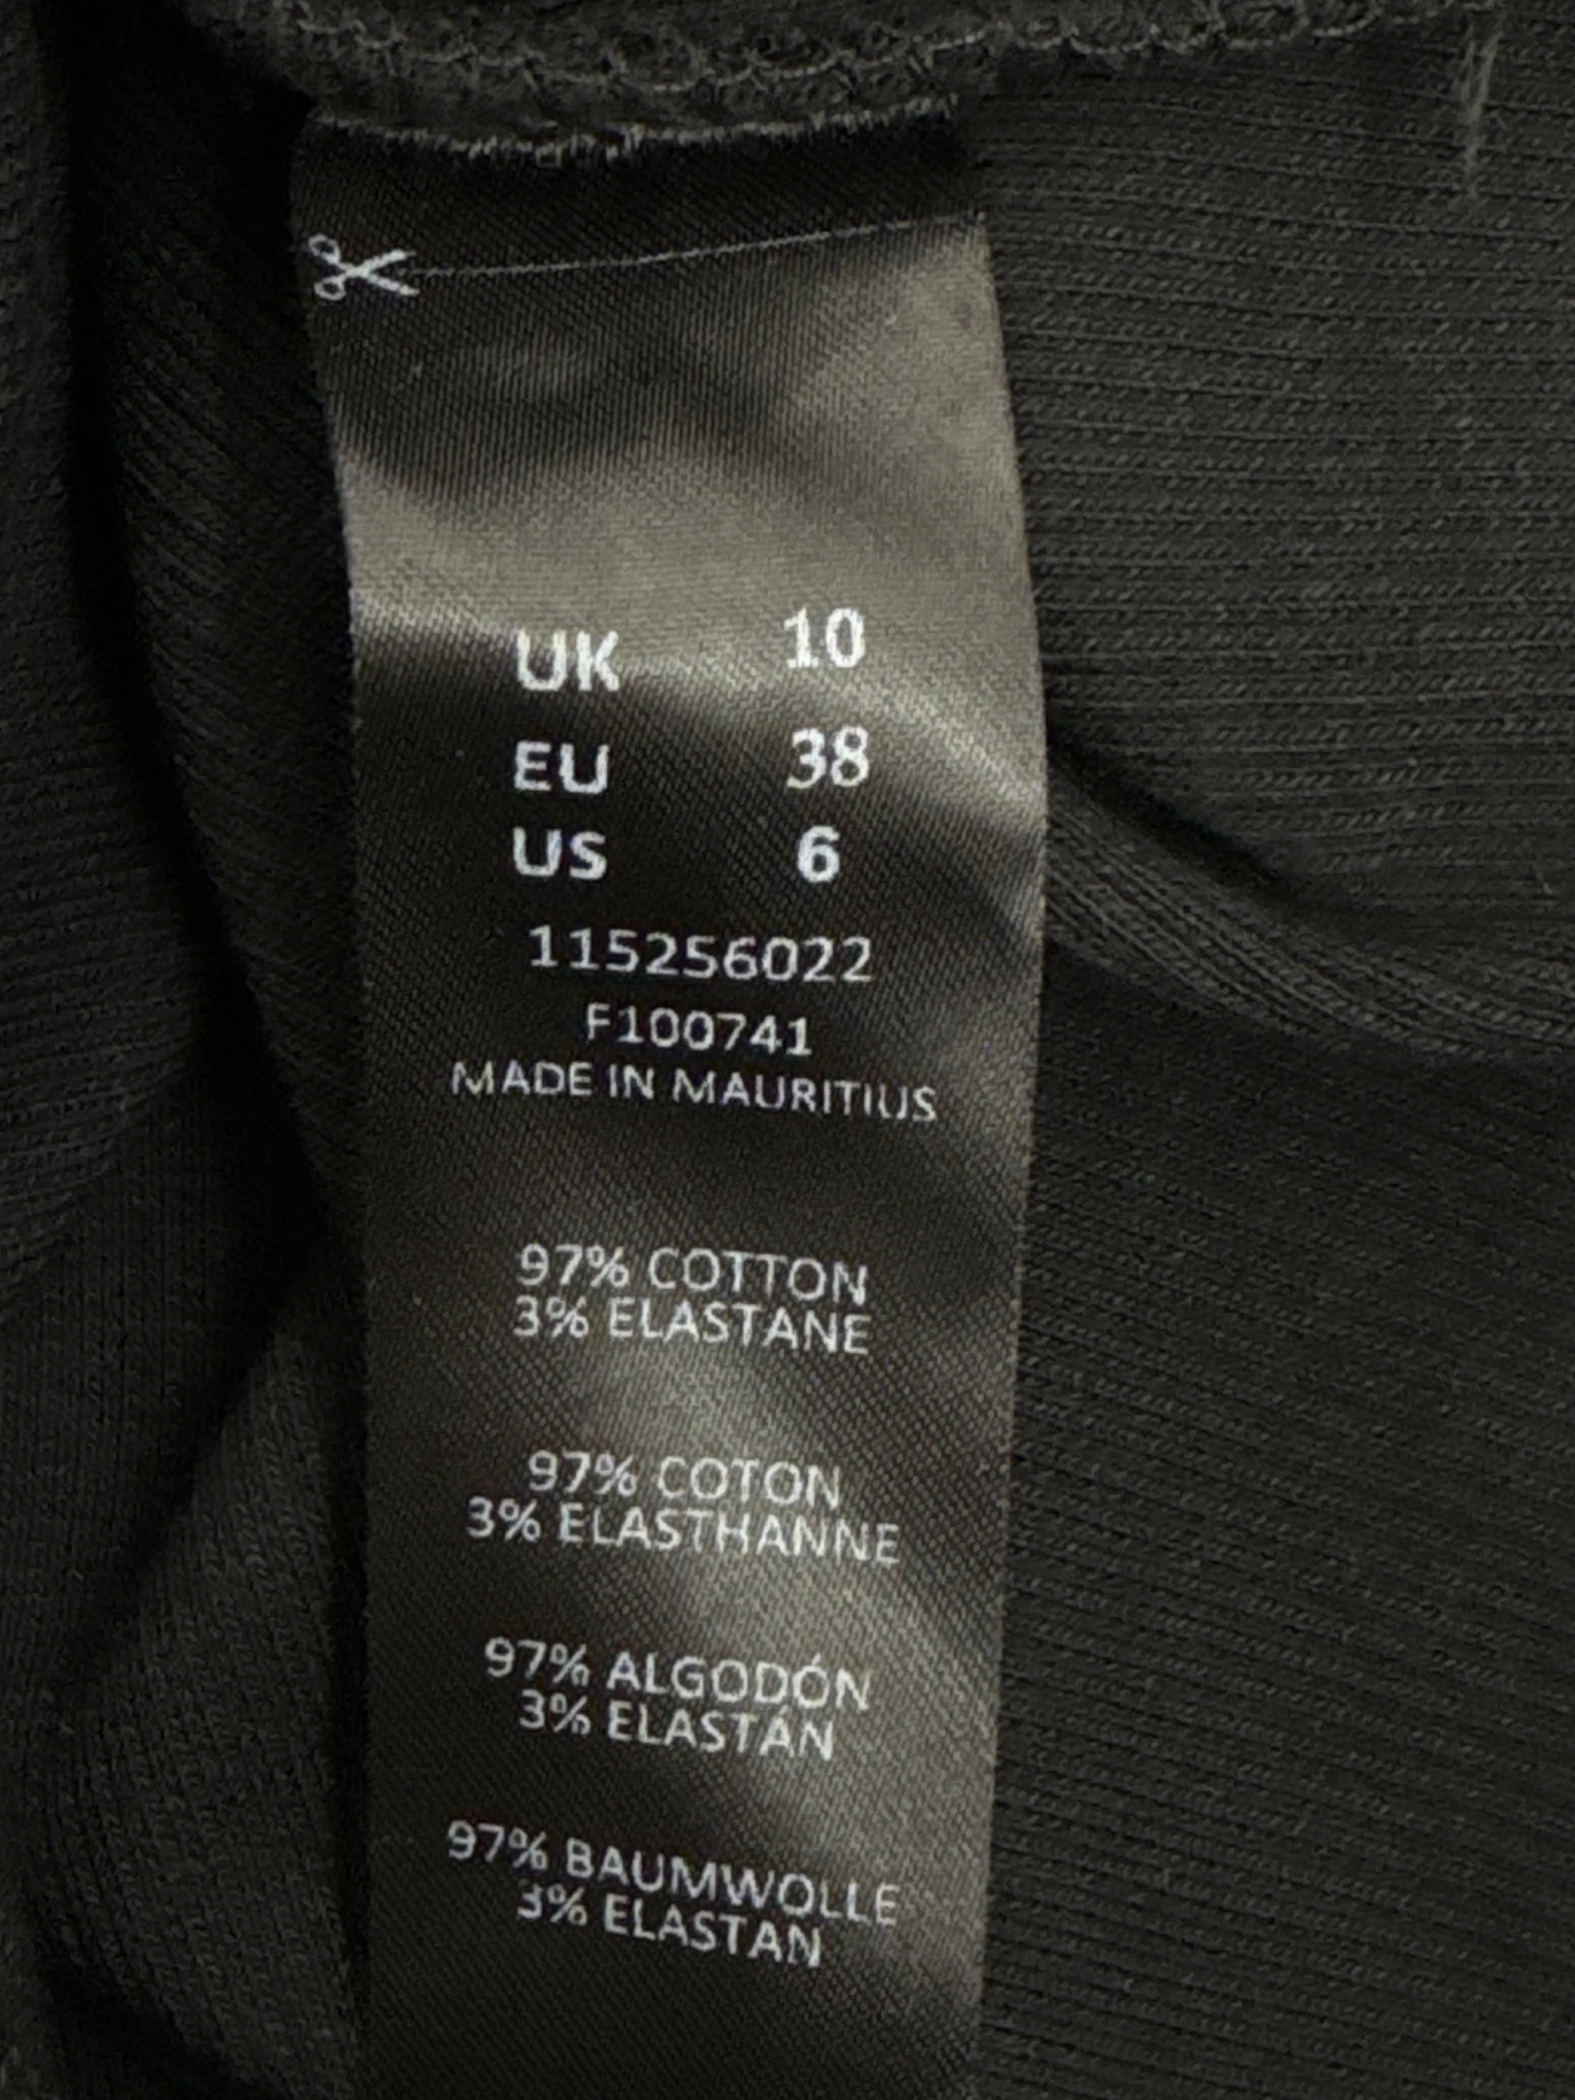 UK 10
EU 38
US 6
115256022
F100741
MADE IN MAURITIUS
97% COTTON
3% ELASTANE
97% COTON
3% ELASTHANNE
97% ALGODÓN
3% ELASTÁN
97% BAUMWOLLE
3% ELASTAN